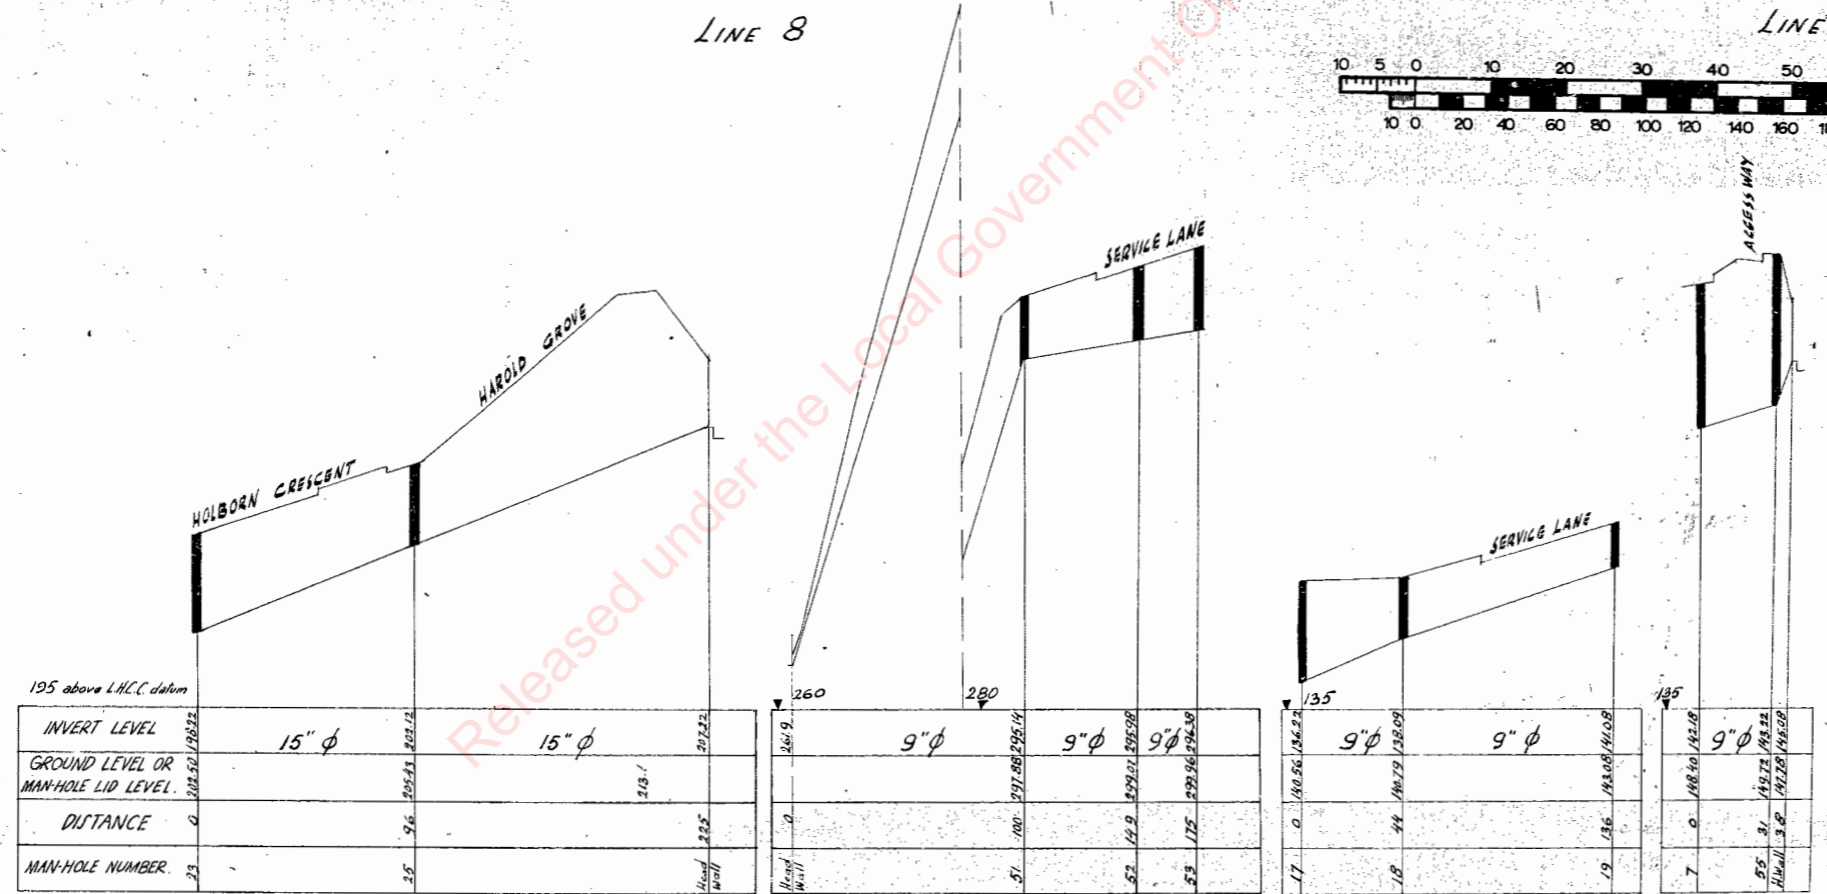 LINE 8
LINE
10 5 0 10 20 30 40 50
10 0 20 40 60 80 100 120 140 160
Released under the Local Government
HOLBORN CRESCENT
HAROLD GROVE
SERVICE LANE
SERVICE LANE
ACCESS WAY
195 above L.H.C.C. datum
260
280
135
135
INVERT LEVEL 196.22 15" φ 202.12 15" φ 207.22
GROUND LEVEL OR
MAN-HOLE LID LEVEL. 202.50 205.43 213.1
DISTANCE 0 96 225
MAN-HOLE NUMBER. 23 25 Head Wall
261.9 9"φ 295.14 9"φ 295.98 9"φ 296.38
297.88 299.07 299.96
0 100 149 175
Head Wall 51 52 53
136.22 9"φ 138.09 9"φ 141.08
140.56 140.79 143.08
0 44 136
17 18 19
142.18 9"φ 143.22 145.08
148.40 149.72 147.78
0 31 38
7 55 H.Wall